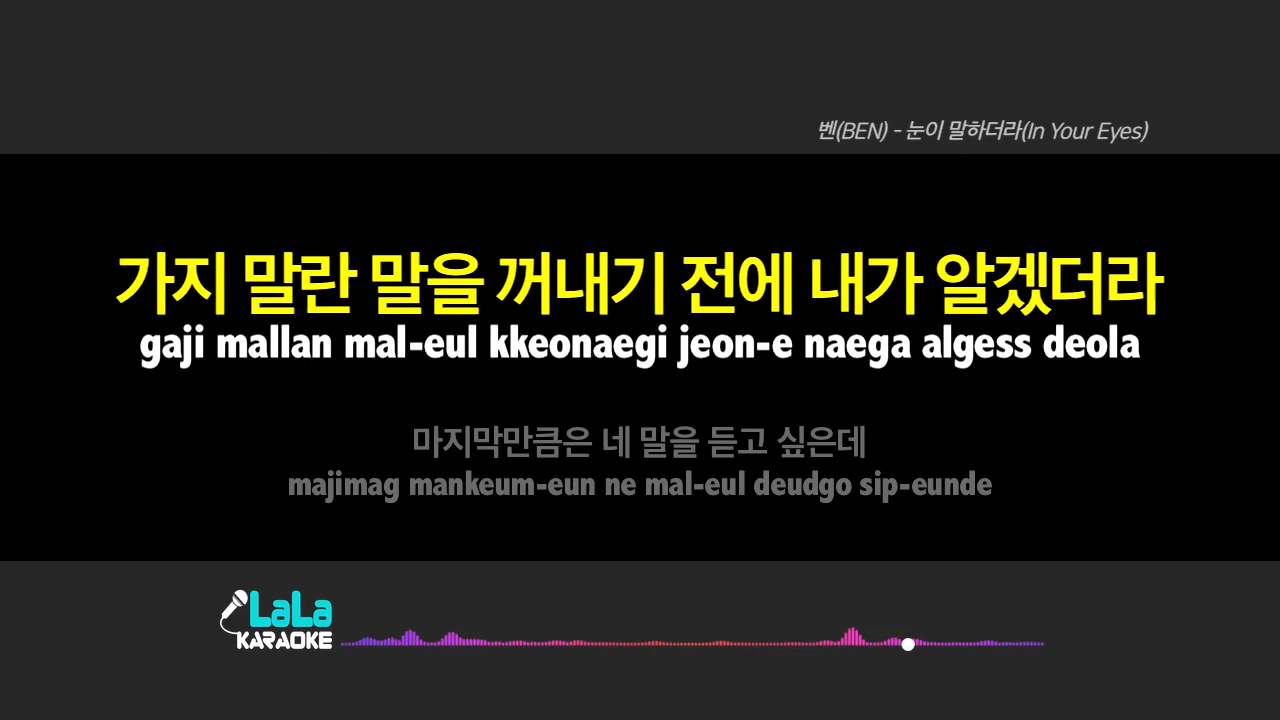 벤(BEN) - 눈이 말하더라(In Your Eyes)
가지 말란 말을 꺼내기 전에 내가 알겠더라
gaji mallan mal-eul kkeonaegi jeon-e naega algess deola
마지막만큼은 네 말을 듣고 싶은데
majimag mankeum-eun ne mal-eul deudgo sip-eunde
LaLa
KARAOKE